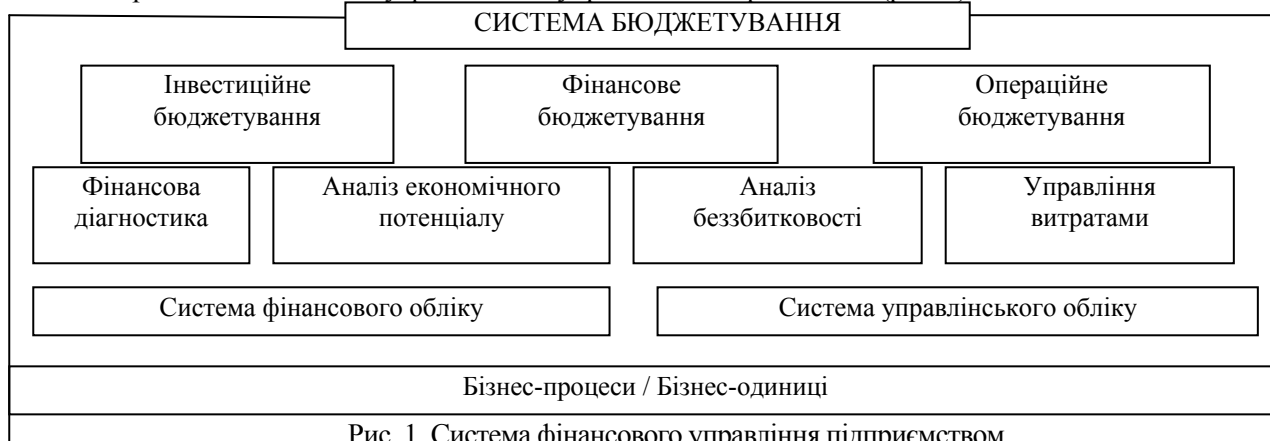 СИСТЕМА БЮДЖЕТУВАННЯ
Інвестиційне
бюджетування
Фінансове
бюджетування
Операційне
бюджетування
Фінансова
діагностика
Аналіз економічного
потенціалу
Аналіз
беззбитковості
Управління
витратами
Система фінансового обліку
Система управлінського обліку
Бізнес-процеси / Бізнес-одиниці
Рис. 1. Система фінансового управління підприємством